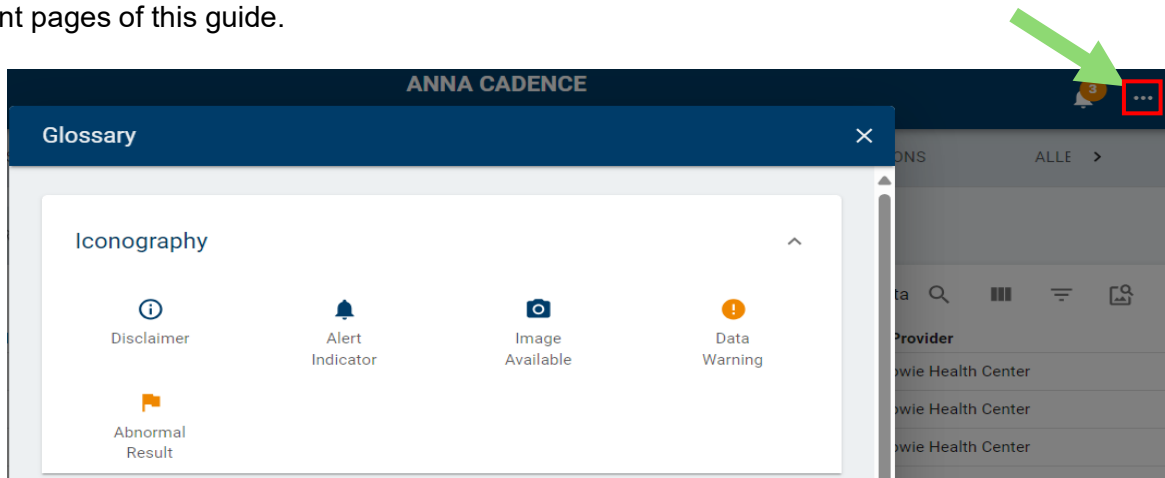 nt pages of this guide.
ANNA CADENCE
3
Glossary
ONS
ALLE
Iconography
ta
Disclaimer
Alert
Indicator
Image
Available
Data
Warning
Provider
owie Health Center
owie Health Center
owie Health Center
Abnormal
Result